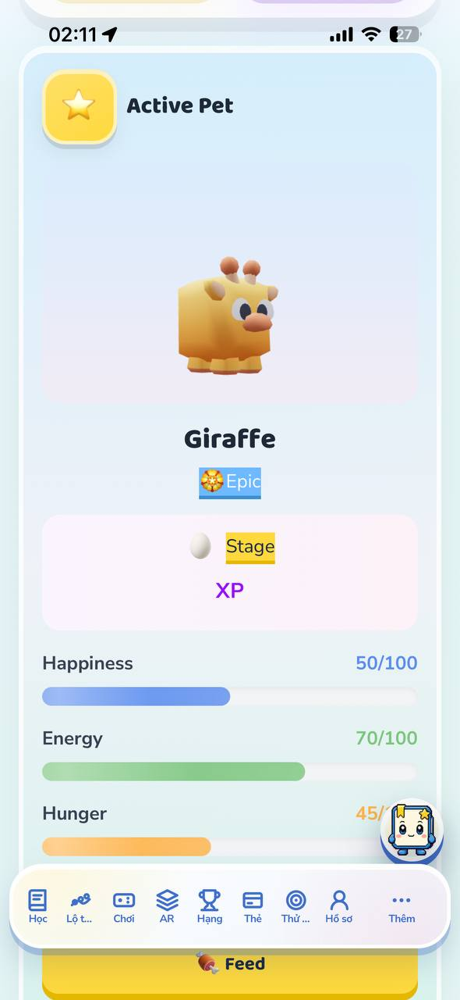 02:11
27
Active Pet
Giraffe
Epic
Stage
XP
Happiness 50/100
Energy 70/100
Hunger 45/
Học Lộ t... Chơi AR Hạng Thẻ Thử ... Hồ sơ Thêm
Feed